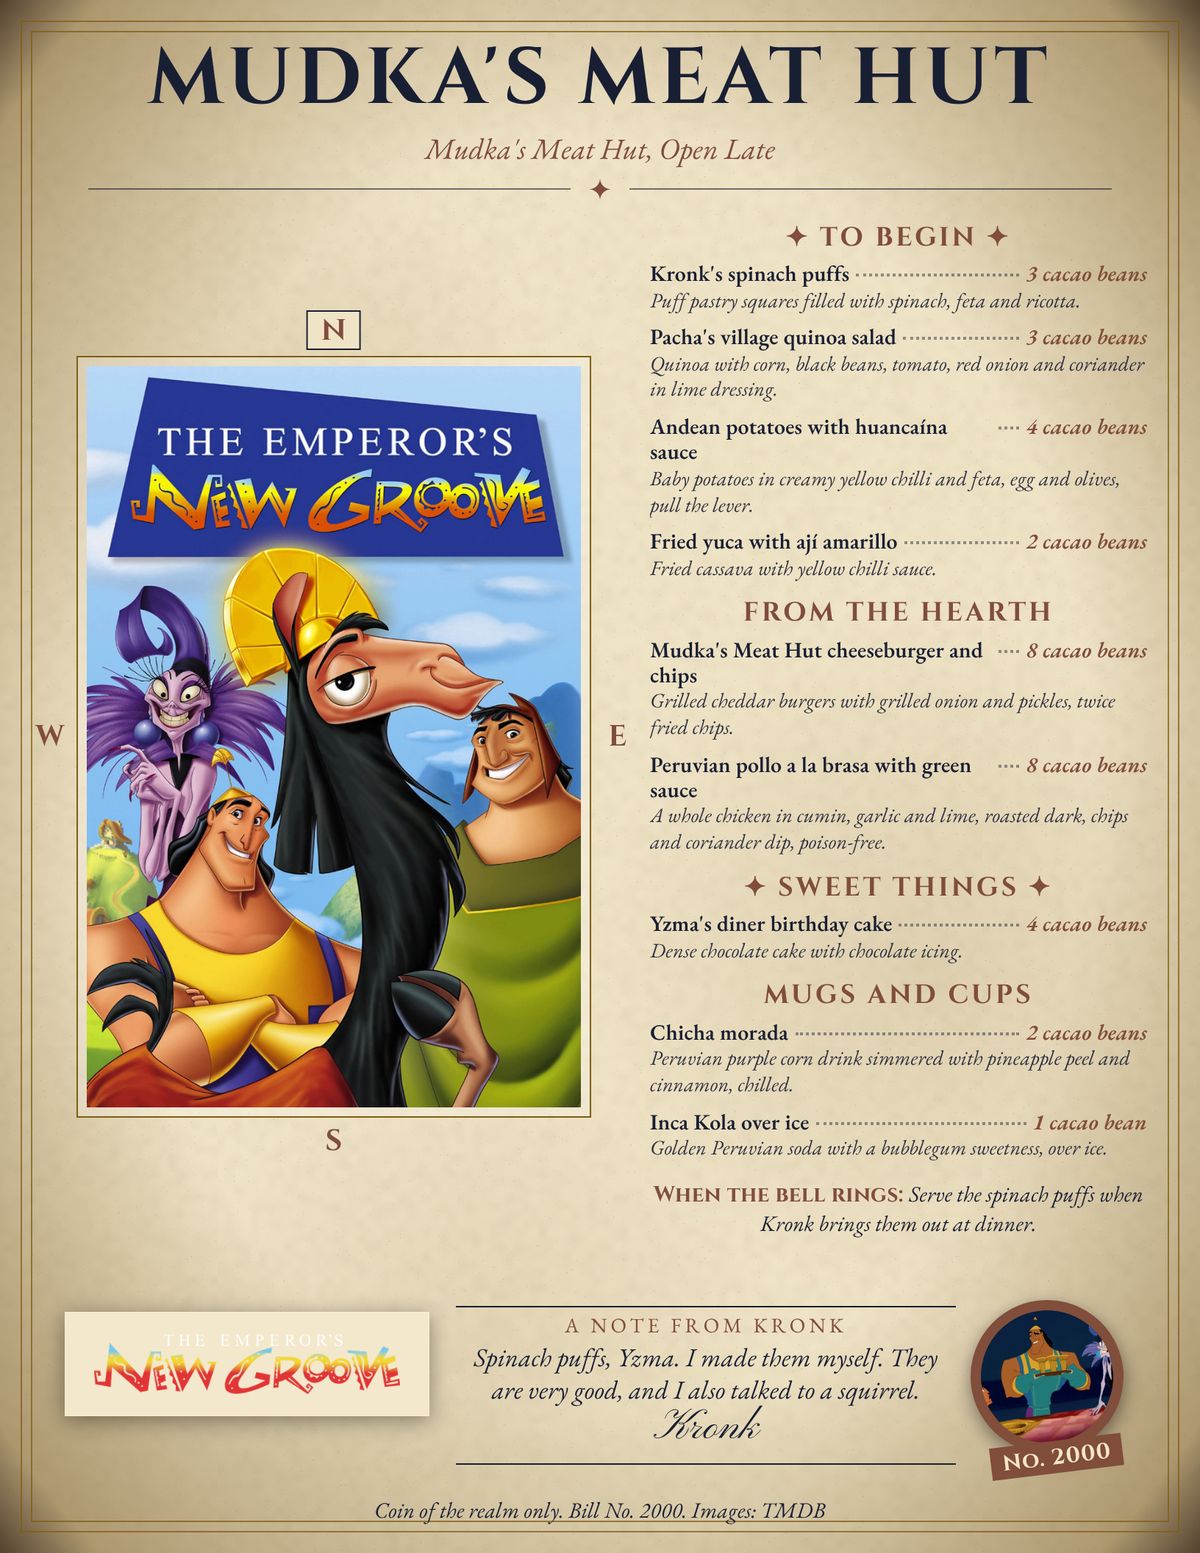 MUDKA'S MEAT HUT
Mudka's Meat Hut, Open Late
N
W
E
S
THE EMPEROR'S
NEW GROOVE
TO BEGIN
Kronk's spinach puffs 3 cacao beans
Puff pastry squares filled with spinach, feta and ricotta.
Pacha's village quinoa salad 3 cacao beans
Quinoa with corn, black beans, tomato, red onion and coriander
in lime dressing.
Andean potatoes with huancaína 4 cacao beans
sauce
Baby potatoes in creamy yellow chilli and feta, egg and olives,
pull the lever.
Fried yuca with ají amarillo 2 cacao beans
Fried cassava with yellow chilli sauce.
FROM THE HEARTH
Mudka's Meat Hut cheeseburger and 8 cacao beans
chips
Grilled cheddar burgers with grilled onion and pickles, twice
fried chips.
Peruvian pollo a la brasa with green 8 cacao beans
sauce
A whole chicken in cumin, garlic and lime, roasted dark, chips
and coriander dip, poison-free.
SWEET THINGS
Yzma's diner birthday cake 4 cacao beans
Dense chocolate cake with chocolate icing.
MUGS AND CUPS
Chicha morada 2 cacao beans
Peruvian purple corn drink simmered with pineapple peel and
cinnamon, chilled.
Inca Kola over ice 1 cacao bean
Golden Peruvian soda with a bubblegum sweetness, over ice.
WHEN THE BELL RINGS: Serve the spinach puffs when
Kronk brings them out at dinner.
THE EMPEROR'S
NEW GROOVE
A NOTE FROM KRONK
Spinach puffs, Yzma. I made them myself. They
are very good, and I also talked to a squirrel.
Kronk
NO. 2000
Coin of the realm only. Bill No. 2000. Images: TMDB